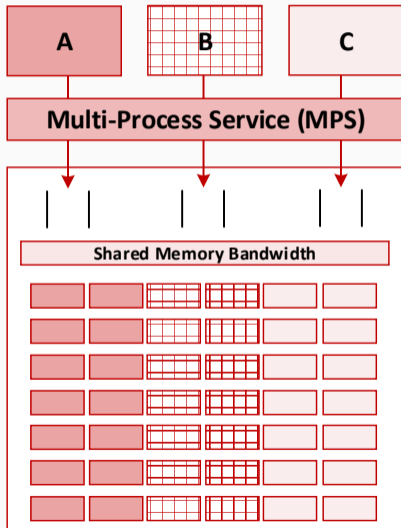 A B C
Multi-Process Service (MPS)
Shared Memory Bandwidth